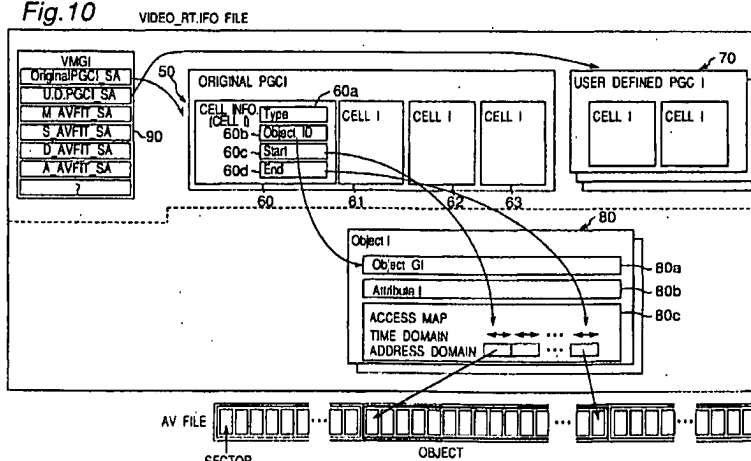 Fig.10
VIDEO_RT.IFO FILE
VMGI
OriginalPGCI_SA
U.D.PGCI_SA
M_AVFIT_SA
S_AVFIT_SA
D_AVFIT_SA
A_AVFIT_SA
?
90
50
ORIGINAL PGCI
CELL INFO.
(CELL I)
60a
Type
60b
Object_ID
60c
Start
60d
End
CELL I
CELL I
CELL I
60
61
62
63
70
USER DEFINED PGC I
CELL I
CELL I
80
Object I
Object GI
80a
Attribute I
80b
ACCESS MAP
80c
TIME DOMAIN
...
ADDRESS DOMAIN
...
AV FILE
...
...
...
SECTOR
OBJECT